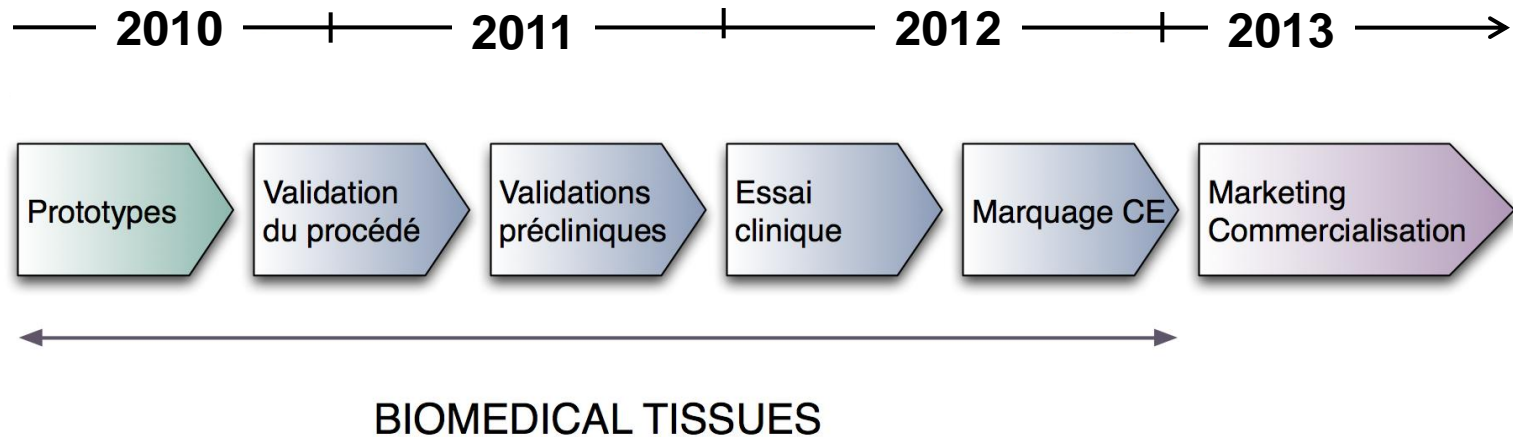 2010 2011 2012 2013
Prototypes
Validation
du procédé
Validations
précliniques
Essai
clinique
Marquage CE
Marketing
Commercialisation
BIOMEDICAL TISSUES